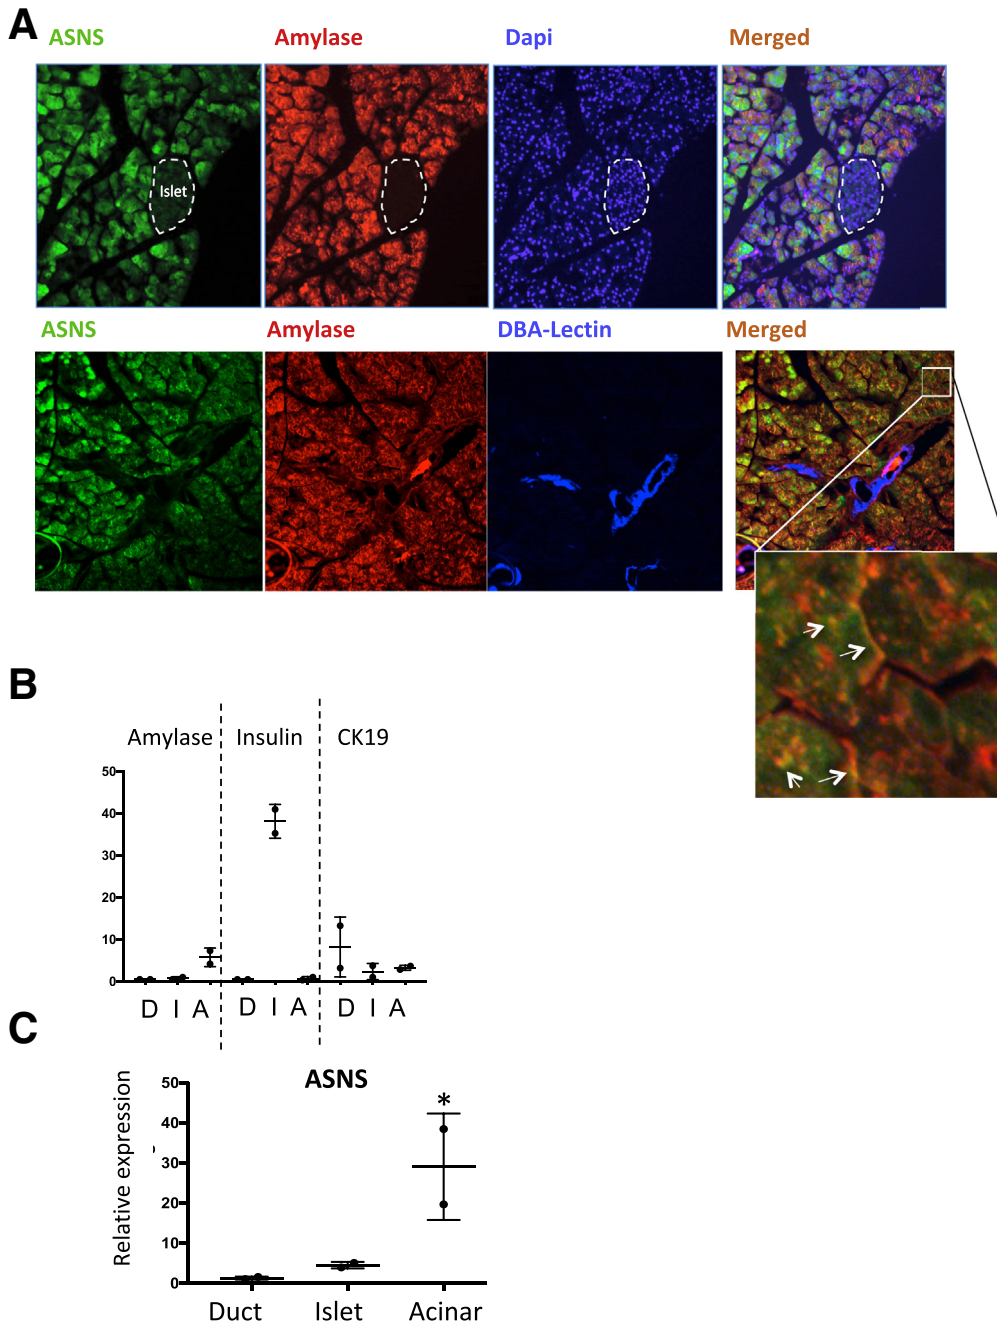 A
ASNS Amylase Dapi Merged
Islet
ASNS Amylase DBA-Lectin Merged
B
Amylase Insulin CK19
50
40
30
20
10
0
D I A D I A D I A
C
ASNS
Relative expression
50
40
30
20
10
0
*
Duct Islet Acinar